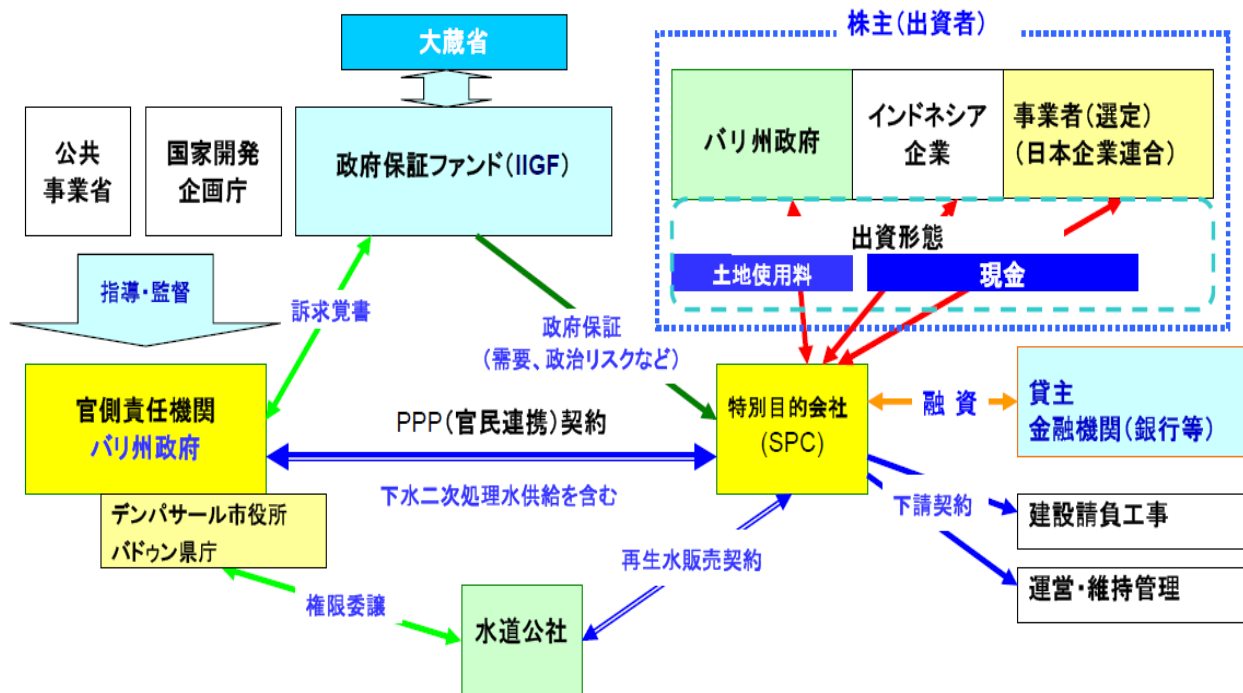 大蔵省
株主(出資者)
公共
事業省
国家開発
企画庁
政府保証ファンド(IIGF)
バリ州政府
インドネシア
企業
事業者(選定)
(日本企業連合)
出資形態
土地使用料
現金
指導・監督
訴求覚書
政府保証
(需要、政治リスクなど)
官側責任機関
バリ州政府
PPP(官民連携)契約
下水二次処理水供給を含む
特別目的会社
(SPC)
融 資
貸主
金融機関(銀行等)
デンパサール市役所
バドゥン県庁
下請契約
建設請負工事
再生水販売契約
運営・維持管理
権限委譲
水道公社